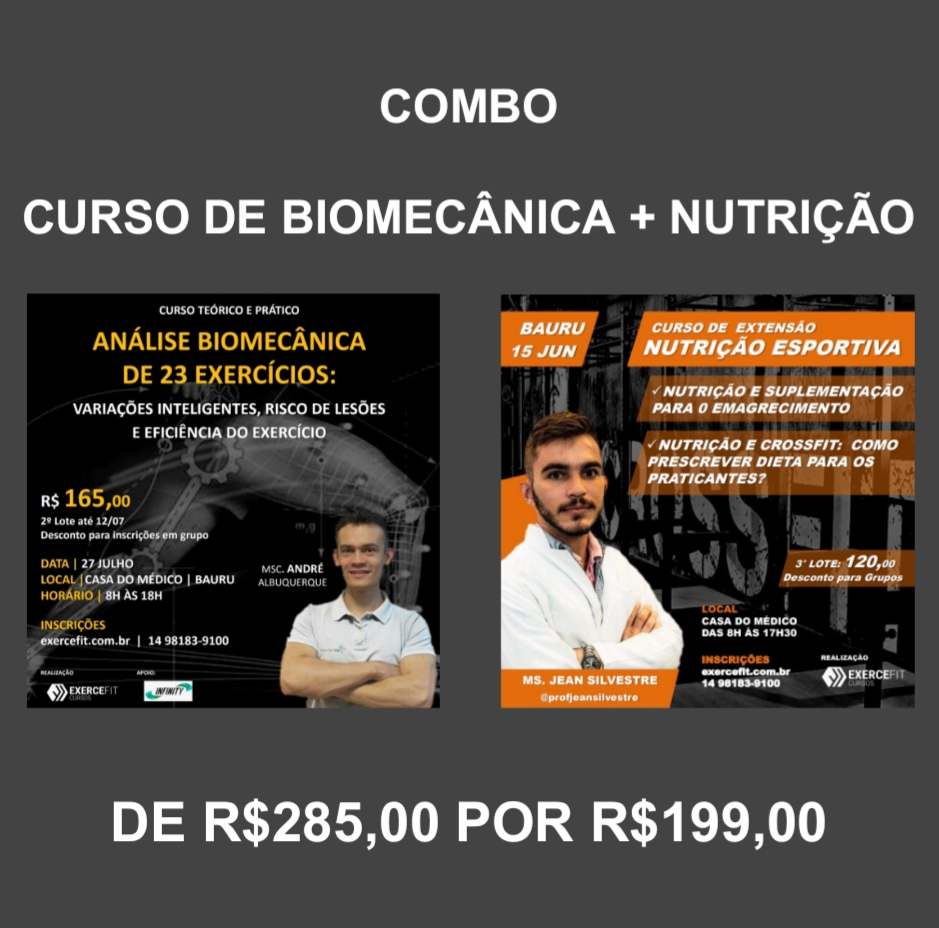 COMBO
CURSO DE BIOMECÂNICA + NUTRIÇÃO
CURSO TEÓRICO E PRÁTICO
ANÁLISE BIOMECÂNICA
DE 23 EXERCÍCIOS:
VARIAÇÕES INTELIGENTES, RISCO DE LESÕES
E EFICIÊNCIA DO EXERCÍCIO
R$ 165,00
2º Lote até 12/07
Desconto para inscrições em grupo
DATA | 27 JULHO
LOCAL | CASA DO MÉDICO | BAURU
HORÁRIO | 8H ÀS 18H
INSCRIÇÕES
exercefit.com.br | 14 98183-9100
m.g
MSC. ANDRÉ
ALBUQUERQUE
REALIZAÇÃO
EXERCEFIT
CURSOS
APOIO:
INFINITY
BAURU
15 JUN
CURSO DE EXTENSÃO
NUTRIÇÃO ESPORTIVA
✓ NUTRIÇÃO E SUPLEMENTAÇÃO
PARA O EMAGRECIMENTO
✓ NUTRIÇÃO E CROSSFIT: COMO
PRESCREVER DIETA PARA OS
PRATICANTES?
3º LOTE: 120,00
Desconto para Grupos
LOCAL
CASA DO MÉDICO
DAS 8H ÀS 17H30
INSCRIÇÕES
exercefit.com.br
14 98183-9100
REALIZAÇÃO
EXERCEFIT
CURSOS
MS. JEAN SILVESTRE
@profjeansilvestre
DE R$285,00 POR R$199,00